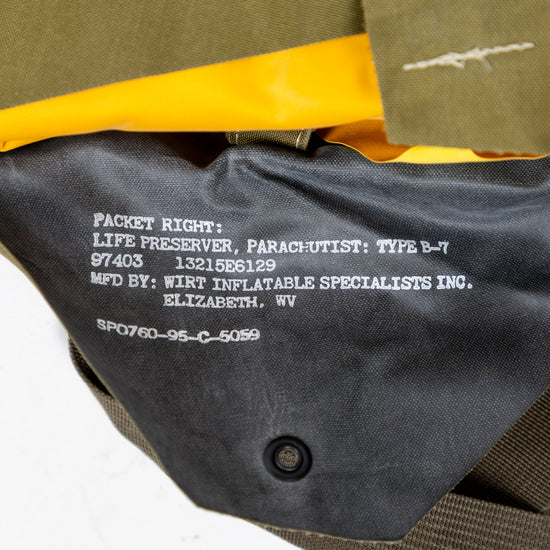 PACKET RIGHT:
LIFE PRESERVER, PARACHUTIST: TYPE B-7
97403 13215E6129
MFD BY: WIRT INFLATABLE SPECIALISTS INC.
ELIZABETH, WV
SPO760-95-C-5059